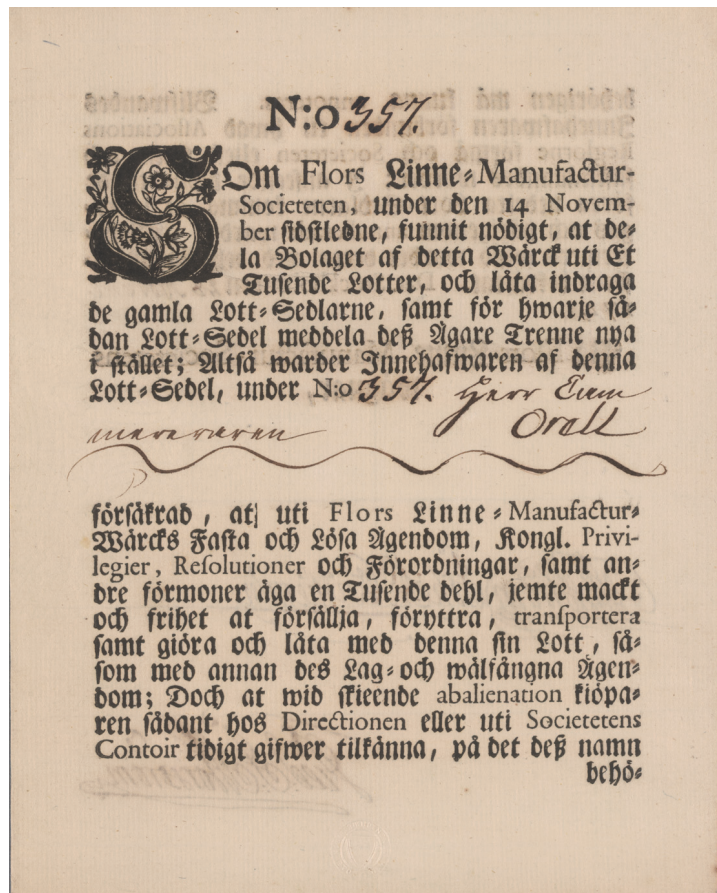 N:o 357.
SOm Flors Linne-Manufactur-
Societeten, under den 14 Novem-
ber sidstledne, funnit nödigt, at de-
la Bolaget af detta Wärck uti Et
Tusende Lotter, och låta indraga
de gamla Lott-Sedlarne, samt för hwarje så-
dan Lott-Sedel meddela deß Ägare Trenne nya
i stället; Altså warder Innehafwaren af denna
Lott-Sedel, under N:o 357. Herr Cam
mereraren Orell
försäkrad, at uti Flors Linne-Manufactur-
Wärcks Fasta och Lösa Ägendom, Kongl. Privi-
legier, Resolutioner och Förordningar, samt an-
dre förmoner äga en Tusende dehl, jemte mackt
och frihet at försällja, föryttra, transportera
samt giöra och låta med denna sin Lott, så-
som med annan des Lag- och wälfångna Ägen-
dom; Doch at wid skieende abalienation kiöpa-
ren sådant hos Directionen eller uti Societetens
Contoir tidigt gifwer tilkänna, på det deß namn
behö-